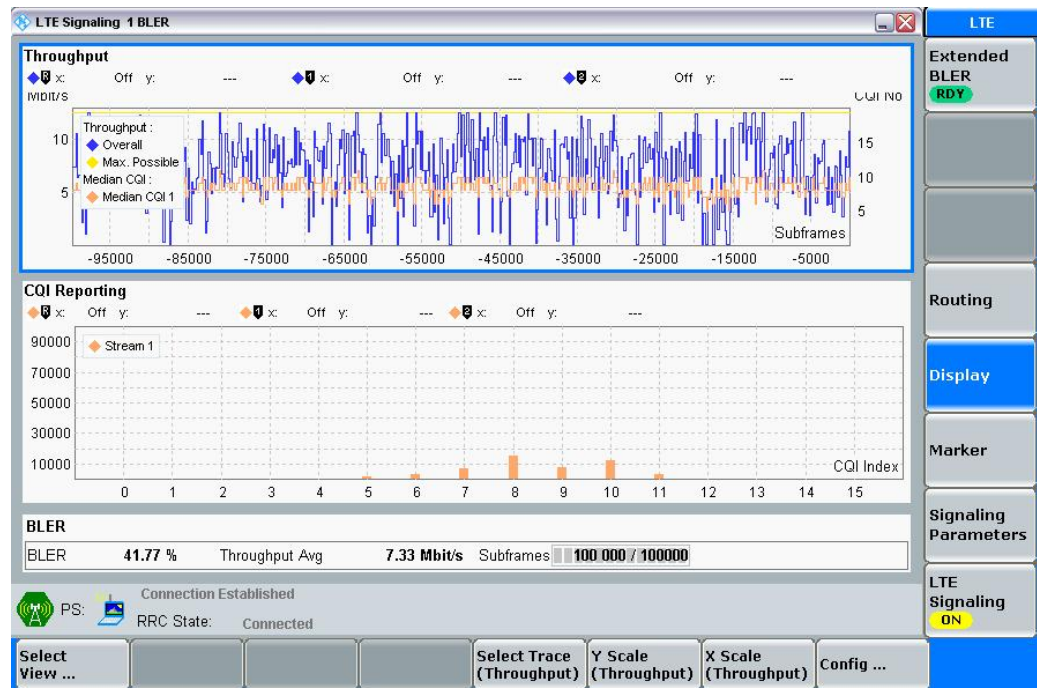 LTE Signaling 1 BLER
LTE
Throughput
R x: Off y: --- 1 x: Off y: --- 2 x: Off y: ---
Mbit/s
CQI No
Throughput :
Overall
Max. Possible
Median CQI :
Median CQI 1
10
5
15
10
5
Subframes
-95000 -85000 -75000 -65000 -55000 -45000 -35000 -25000 -15000 -5000
CQI Reporting
R x: Off y: --- 1 x: Off y: --- 2 x: Off y: ---
Stream 1
90000
70000
50000
30000
10000
CQI Index
0 1 2 3 4 5 6 7 8 9 10 11 12 13 14 15
BLER
BLER 41.77 % Throughput Avg 7.33 Mbit/s Subframes 100 000 / 100000
PS:
Connection Established
RRC State: Connected
Extended
BLER
RDY
Routing
Display
Marker
Signaling
Parameters
LTE
Signaling
ON
Select
View ...
Select Trace
(Throughput)
Y Scale
(Throughput)
X Scale
(Throughput)
Config ...